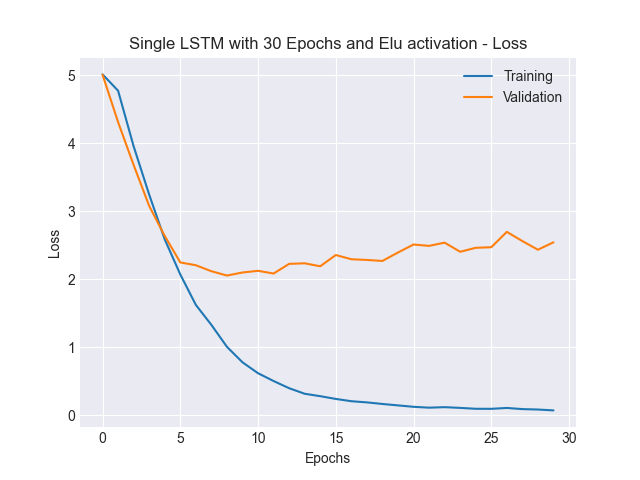 Single LSTM with 30 Epochs and Elu activation - Loss
Training
Validation
5
4
3
2
1
0
Loss
0 5 10 15 20 25 30
Epochs